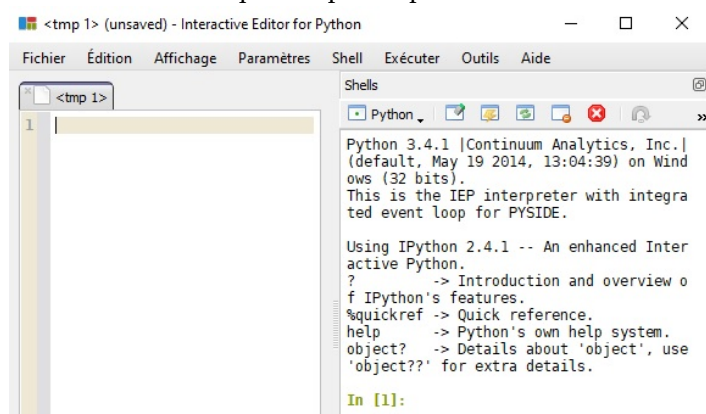 <tmp 1> (unsaved) - Interactive Editor for Python
Fichier Édition Affichage Paramètres Shell Exécuter Outils Aide
<tmp 1>
1
Shells
Python
Python 3.4.1 |Continuum Analytics, Inc.|
(default, May 19 2014, 13:04:39) on Wind
ows (32 bits).
This is the IEP interpreter with integra
ted event loop for PYSIDE.
Using IPython 2.4.1 -- An enhanced Inter
active Python.
?         -> Introduction and overview o
f IPython's features.
%quickref -> Quick reference.
help      -> Python's own help system.
object?   -> Details about 'object', use
'object??' for extra details.
In [1]: